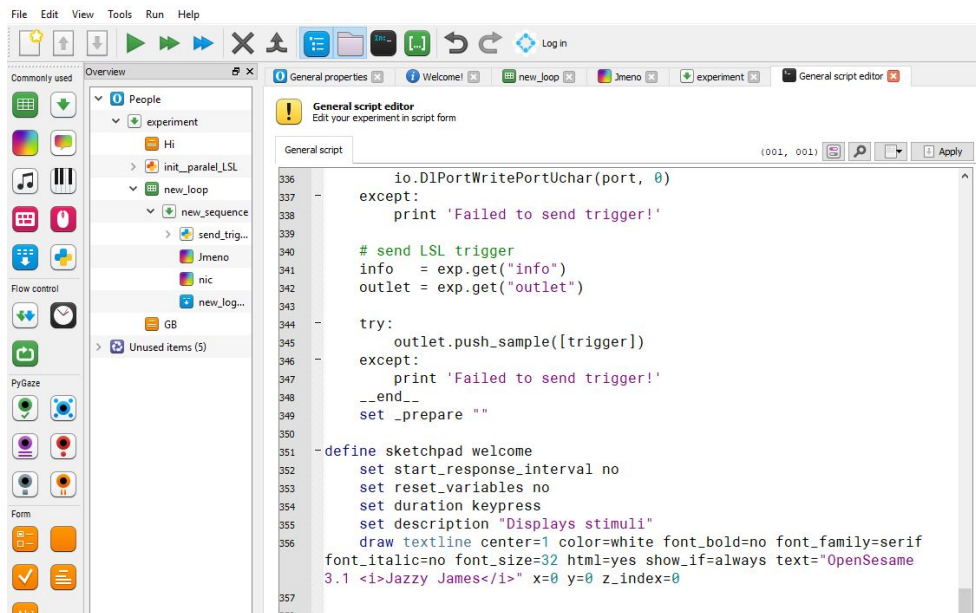 File Edit View Tools Run Help
Log in
Commonly used
Overview
General properties
Welcome!
new_loop
Jmeno
experiment
General script editor
People
experiment
Hi
init__paralel_LSL
new_loop
new_sequence
send_trig...
Jmeno
nic
new_log...
GB
Unused items (5)
Flow control
PyGaze
Form
General script editor
Edit your experiment in script form
General script
(001, 001)
Apply
336 io.DlPortWritePortUchar(port, 0)
337 except:
338 print 'Failed to send trigger!'
339
340 # send LSL trigger
341 info   = exp.get("info")
342 outlet = exp.get("outlet")
343
344 try:
345 outlet.push_sample([trigger])
346 except:
347 print 'Failed to send trigger!'
348 __end__
349 set _prepare ""
350
351 define sketchpad welcome
352 set start_response_interval no
353 set reset_variables no
354 set duration keypress
355 set description "Displays stimuli"
356 draw textline center=1 color=white font_bold=no font_family=serif
font_italic=no font_size=32 html=yes show_if=always text="OpenSesame
3.1 <i>Jazzy James</i>" x=0 y=0 z_index=0
357